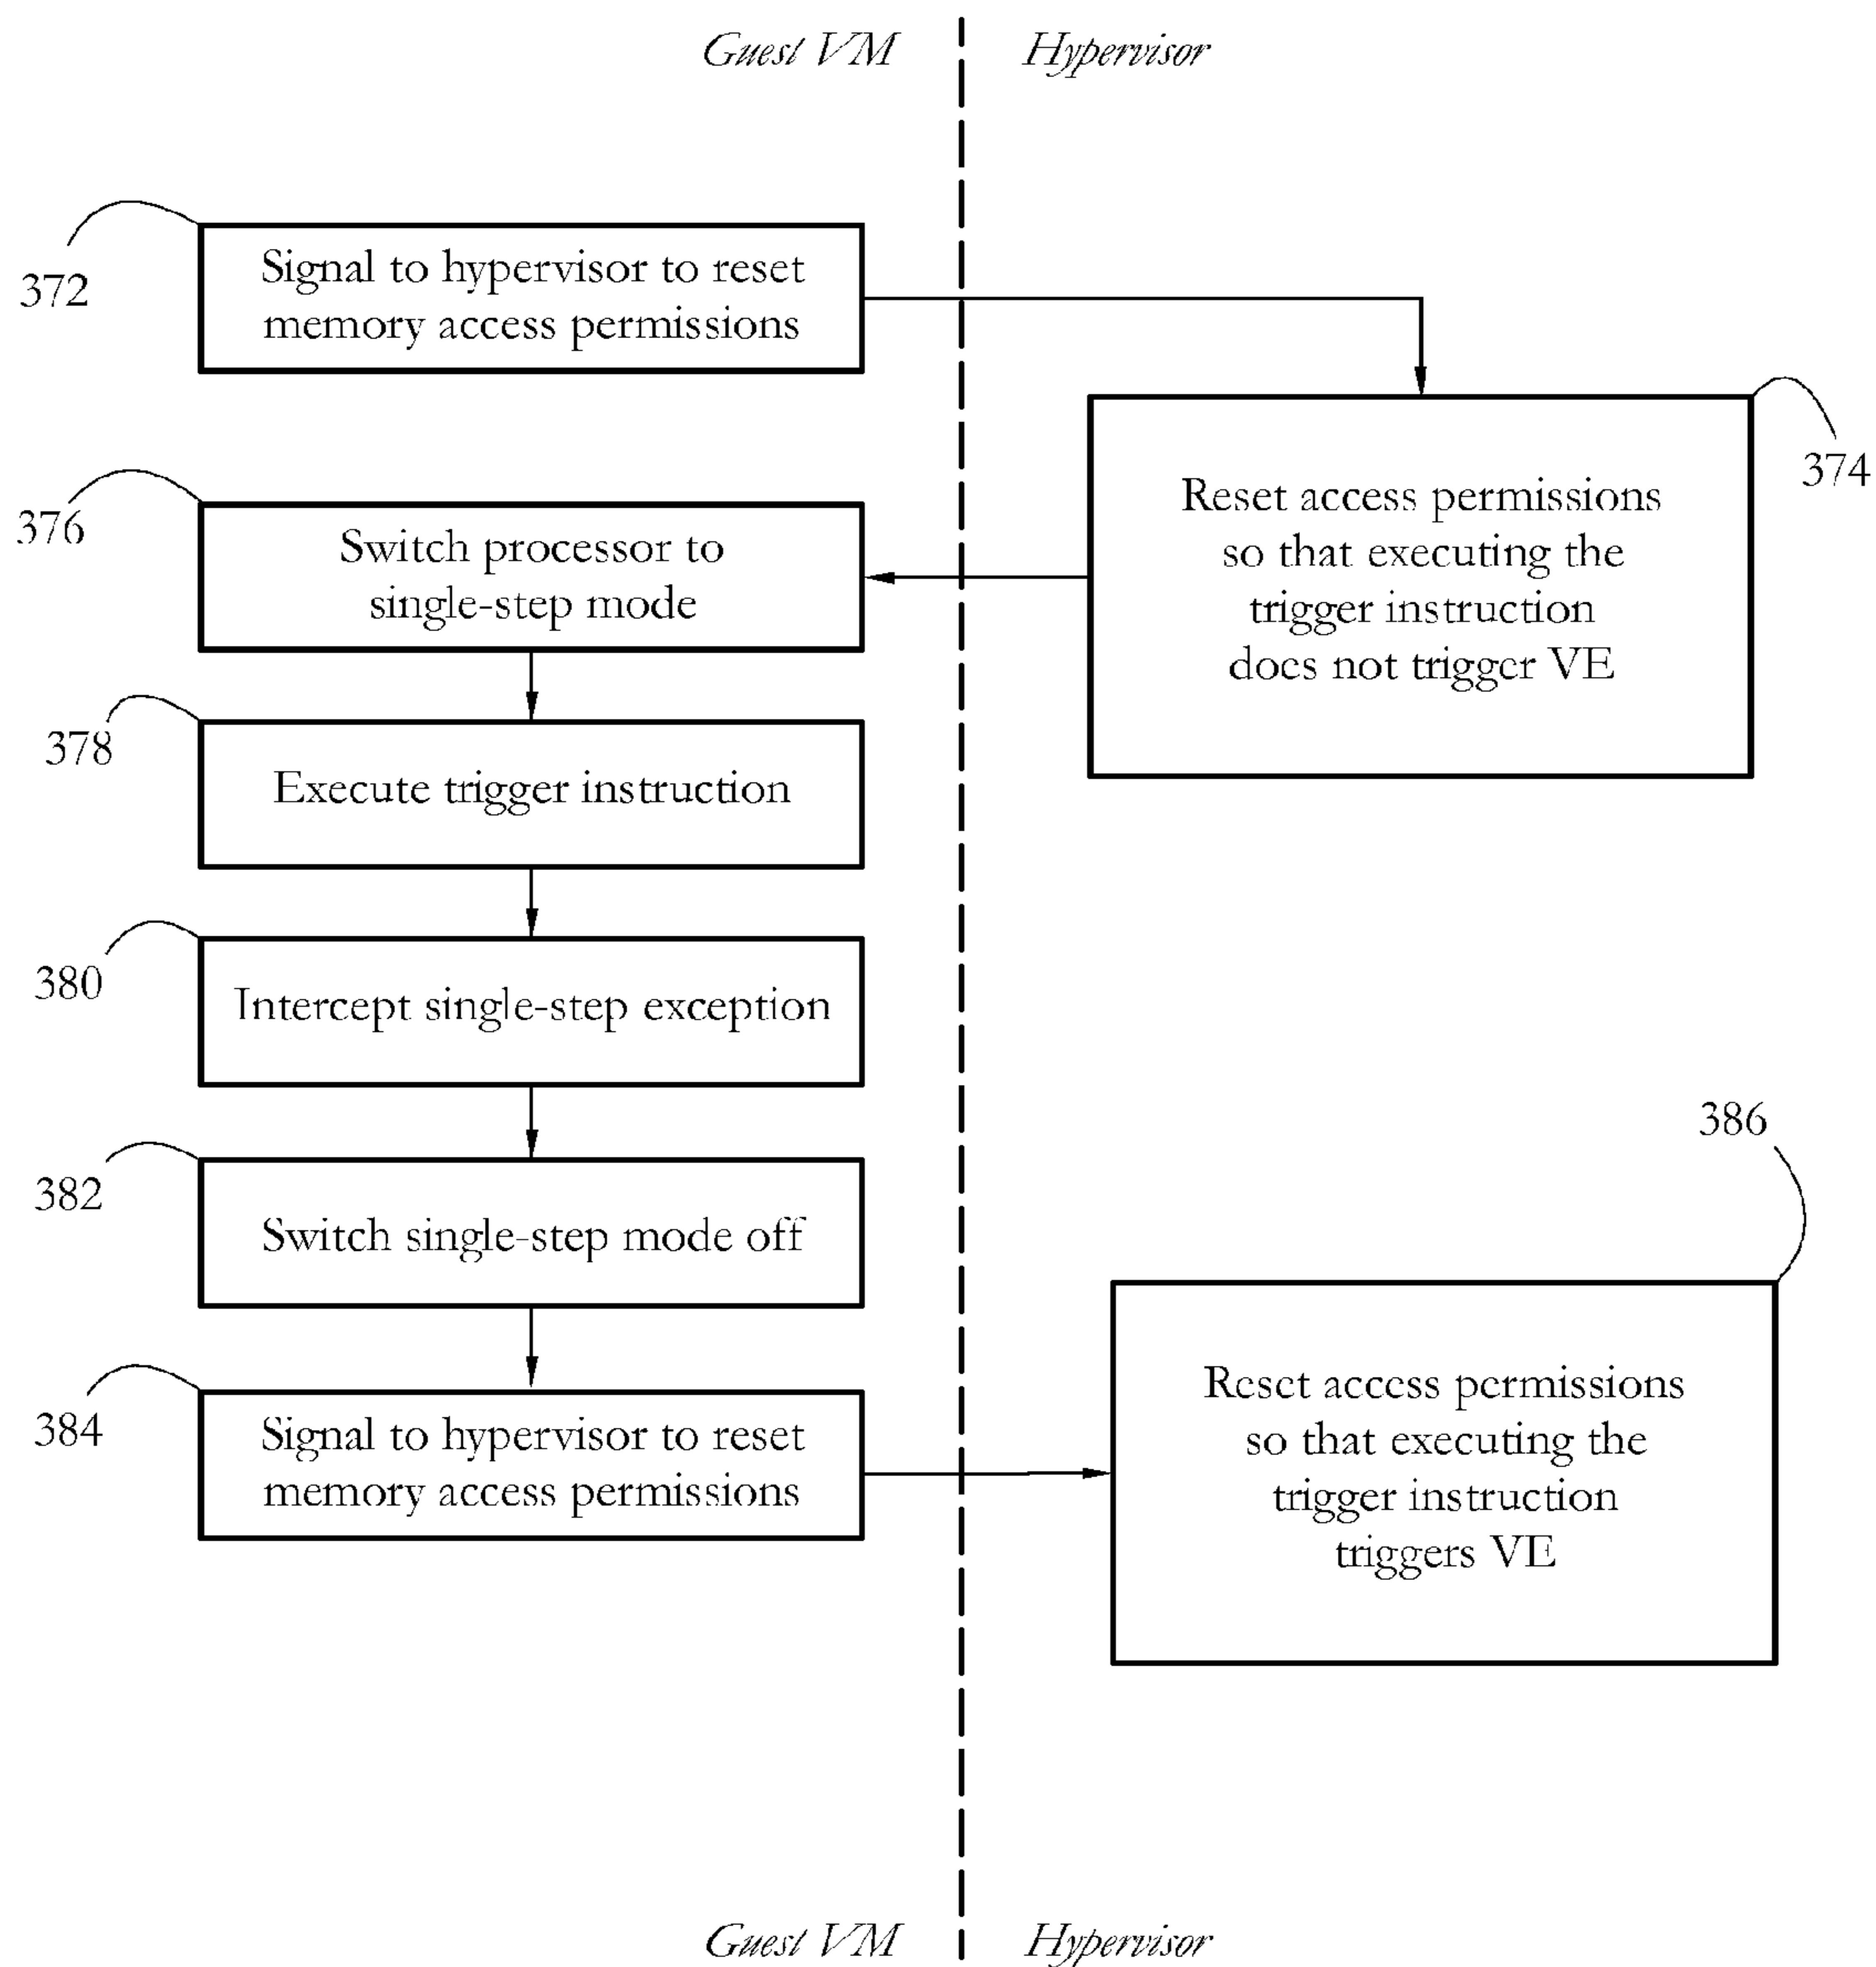 Guest VM
Hypervisor
372
Signal to hypervisor to reset
memory access permissions
374
Reset access permissions
so that executing the
trigger instruction
does not trigger VE
376
Switch processor to
single-step mode
378
Execute trigger instruction
380
Intercept single-step exception
382
Switch single-step mode off
384
Signal to hypervisor to reset
memory access permissions
386
Reset access permissions
so that executing the
trigger instruction
triggers VE
Guest VM
Hypervisor